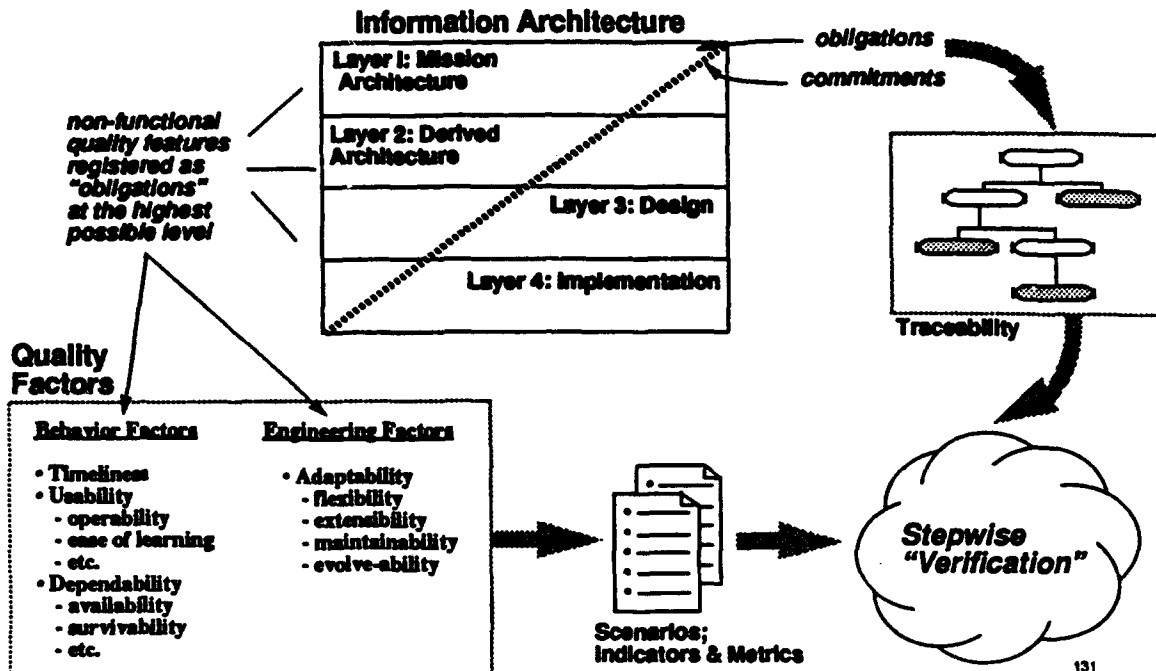 Information Architecture
Layer I: Mission
Architecture
Layer 2: Derived
Architecture
Layer 3: Design
Layer 4: Implementation
obligations
commitments
non-functional
quality features
registered as
"obligations"
at the highest
possible level
Traceability
Quality
Factors
Behavior Factors
• Timeliness
• Usability
- operability
- ease of learning
- etc.
• Dependability
- availability
- survivability
- etc.
Engineering Factors
• Adaptability
- flexibility
- extensibility
- maintainability
- evolve-ability
Scenarios;
Indicators & Metrics
Stepwise
"Verification"
131